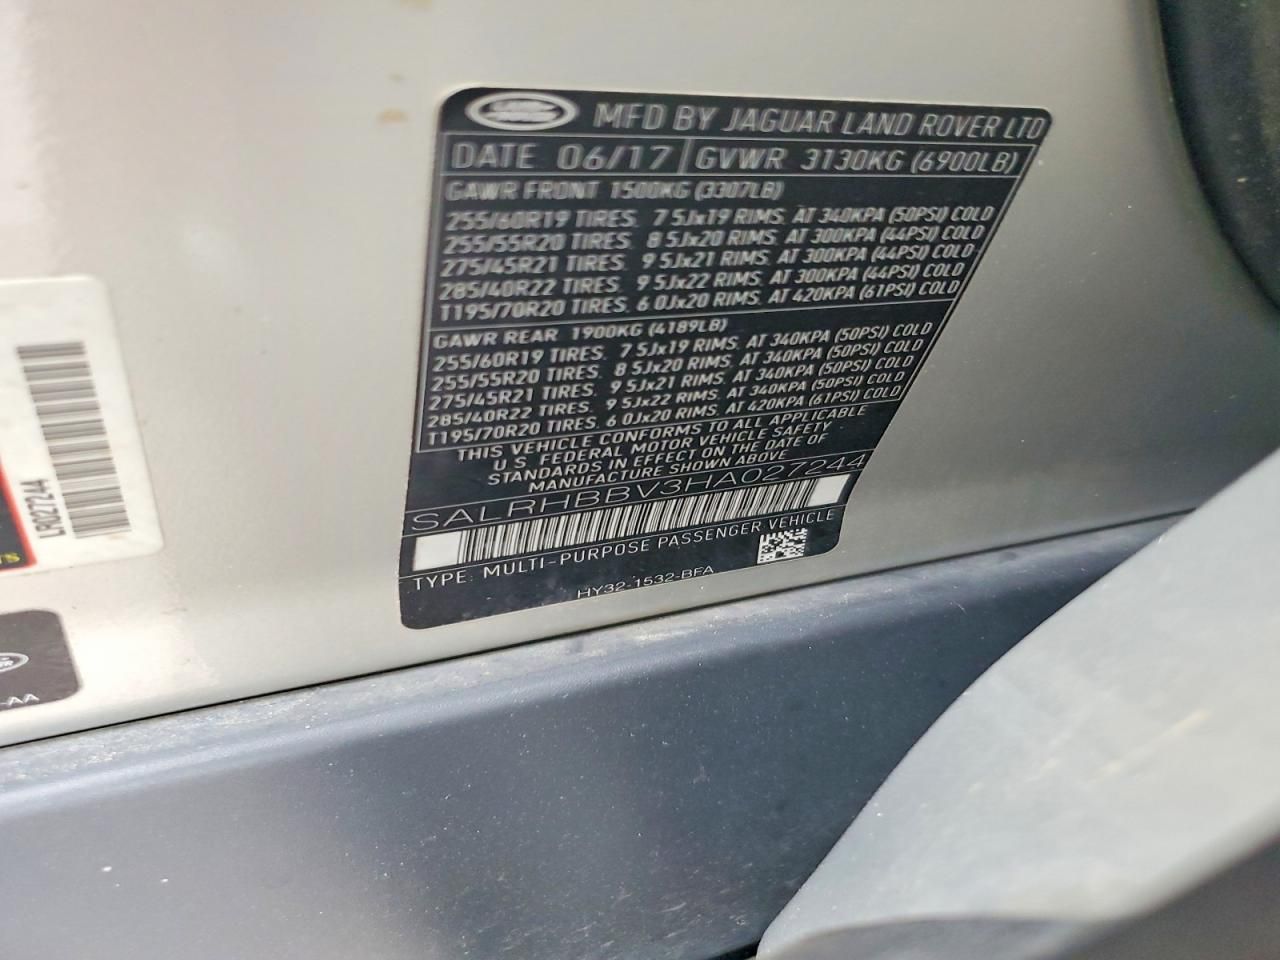 MFD BY JAGUAR LAND ROVER LTD
DATE 06/17 GVWR 3130KG (6900LB)
GAWR FRONT 1500KG (3307LB)
255/60R19 TIRES. 7 5Jx19 RIMS. AT 340KPA (50PSI) COLD
255/55R20 TIRES. 8 5Jx20 RIMS. AT 300KPA (44PSI) COLD
275/45R21 TIRES. 9 5Jx21 RIMS. AT 300KPA (44PSI) COLD
285/40R22 TIRES. 9 5Jx22 RIMS. AT 300KPA (44PSI) COLD
T195/70R20 TIRES. 6 0Jx20 RIMS. AT 420KPA (61PSI) COLD
GAWR REAR 1900KG (4189LB)
255/60R19 TIRES. 7 5Jx19 RIMS. AT 340KPA (50PSI) COLD
255/55R20 TIRES. 8 5Jx20 RIMS. AT 340KPA (50PSI) COLD
275/45R21 TIRES. 9 5Jx21 RIMS. AT 340KPA (50PSI) COLD
285/40R22 TIRES. 9 5Jx22 RIMS. AT 340KPA (50PSI) COLD
T195/70R20 TIRES. 6 0Jx20 RIMS. AT 420KPA (61PSI) COLD
THIS VEHICLE CONFORMS TO ALL APPLICABLE
U S FEDERAL MOTOR VEHICLE SAFETY
STANDARDS IN EFFECT ON THE DATE OF
MANUFACTURE SHOWN ABOVE
SALRHBBV3HA027244
TYPE: MULTI-PURPOSE PASSENGER VEHICLE
HY32-1532-BFA
LR027244
TS
-AA